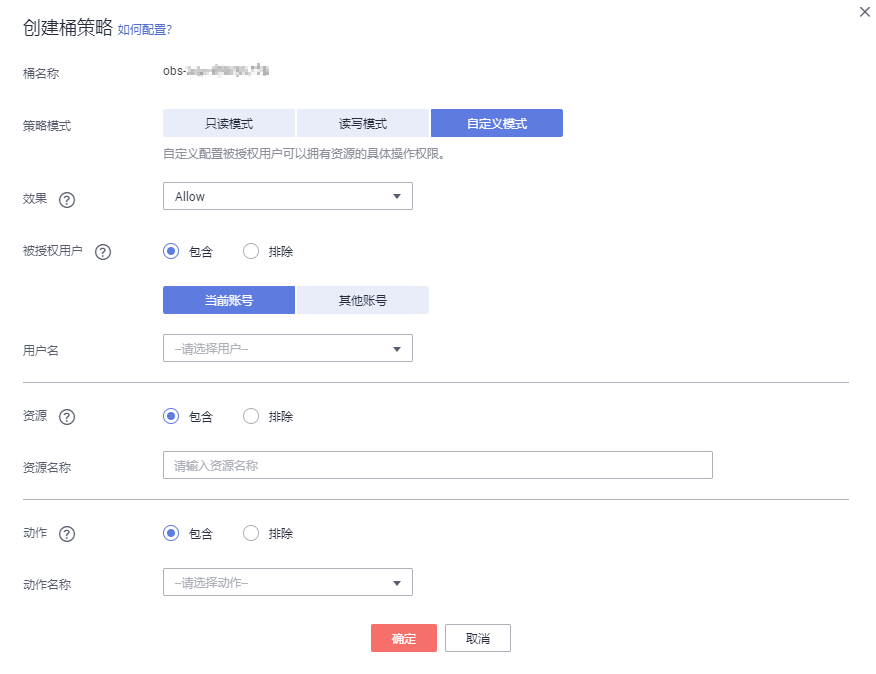 创建桶策略 如何配置?
桶名称 obs-
策略模式 只读模式 读写模式 自定义模式
自定义配置被授权用户可以拥有资源的具体操作权限。
效果 ? Allow
被授权用户 ? 包含 排除
当前账号 其他账号
用户名 --请选择用户--
资源 ? 包含 排除
资源名称 请输入资源名称
动作 ? 包含 排除
动作名称 --请选择动作--
确定 取消